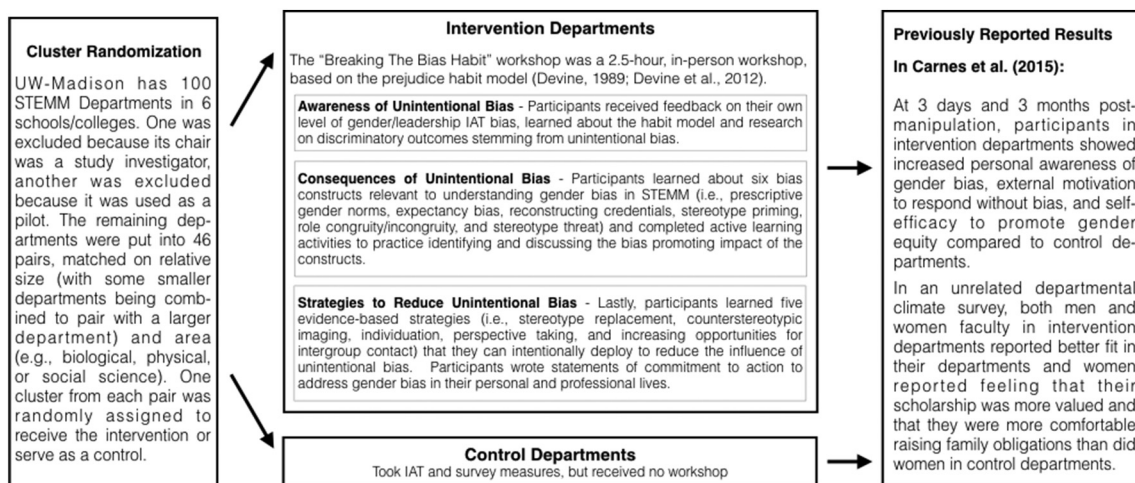 Cluster Randomization
UW-Madison has 100
STEMM Departments in 6
schools/colleges. One was
excluded because its chair
was a study investigator,
another was excluded
because it was used as a
pilot. The remaining dep-
artments were put into 46
pairs, matched on relative
size (with some smaller
departments being comb-
ined to pair with a larger
department) and area
(e.g., biological, physical,
or social science). One
cluster from each pair was
randomly assigned to
receive the intervention or
serve as a control.
Intervention Departments
The “Breaking The Bias Habit” workshop was a 2.5-hour, in-person workshop,
based on the prejudice habit model (Devine, 1989; Devine et al., 2012).
Awareness of Unintentional Bias - Participants received feedback on their own
level of gender/leadership IAT bias, learned about the habit model and research
on discriminatory outcomes stemming from unintentional bias.
Consequences of Unintentional Bias - Participants learned about six bias
constructs relevant to understanding gender bias in STEMM (i.e., prescriptive
gender norms, expectancy bias, reconstructing credentials, stereotype priming,
role congruity/incongruity, and stereotype threat) and completed active learning
activities to practice identifying and discussing the bias promoting impact of the
constructs.
Strategies to Reduce Unintentional Bias - Lastly, participants learned five
evidence-based strategies (i.e., stereotype replacement, counterstereotypic
imaging, individuation, perspective taking, and increasing opportunities for
intergroup contact) that they can intentionally deploy to reduce the influence of
unintentional bias. Participants wrote statements of commitment to action to
address gender bias in their personal and professional lives.
Control Departments
Took IAT and survey measures, but received no workshop
Previously Reported Results
In Carnes et al. (2015):
At 3 days and 3 months post-
manipulation, participants in
intervention departments showed
increased personal awareness of
gender bias, external motivation
to respond without bias, and self-
efficacy to promote gender
equity compared to control de-
partments.
In an unrelated departmental
climate survey, both men and
women faculty in intervention
departments reported better fit in
their departments and women
reported feeling that their
scholarship was more valued and
that they were more comfortable
raising family obligations than did
women in control departments.